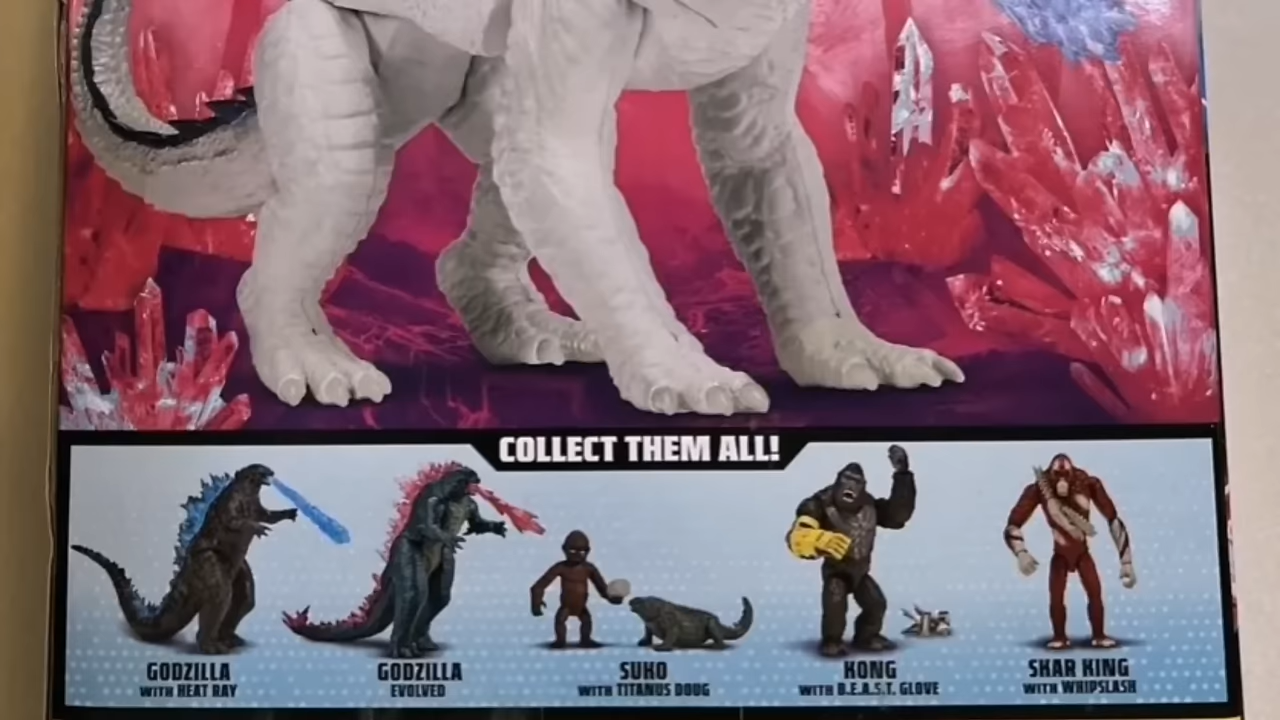 COLLECT THEM ALL!
GODZILLA
WITH HEAT RAY
GODZILLA
EVOLVED
SUKO
WITH TITANUS DOUG
KONG
WITH B.E.A.S.T. GLOVE
SKAR KING
WITH WHIPSLASH